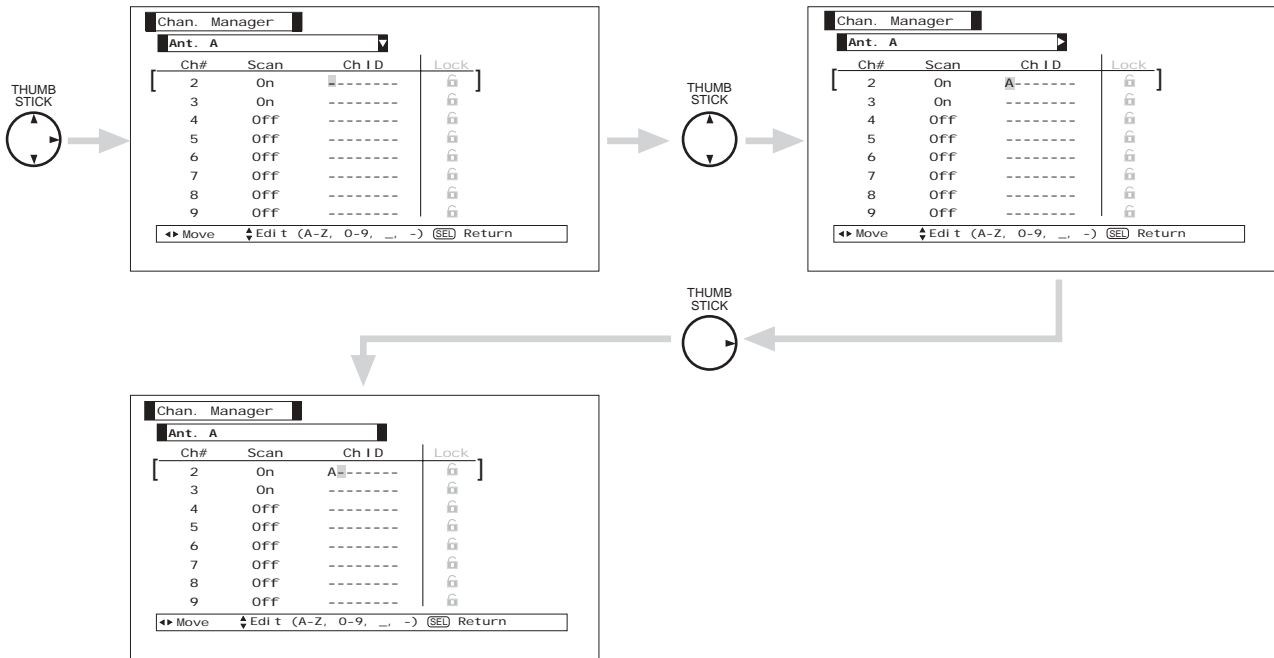 THUMB
STICK
Chan. Manager
Ant. A
Ch# Scan Ch ID Lock
2 On --------
3 On --------
4 Off --------
5 Off --------
6 Off --------
7 Off --------
8 Off --------
9 Off --------
Move Edit (A-Z, 0-9, _, -) SEL Return
THUMB
STICK
Chan. Manager
Ant. A
Ch# Scan Ch ID Lock
2 On A-------
3 On --------
4 Off --------
5 Off --------
6 Off --------
7 Off --------
8 Off --------
9 Off --------
Move Edit (A-Z, 0-9, _, -) SEL Return
THUMB
STICK
Chan. Manager
Ant. A
Ch# Scan Ch ID Lock
2 On A-------
3 On --------
4 Off --------
5 Off --------
6 Off --------
7 Off --------
8 Off --------
9 Off --------
Move Edit (A-Z, 0-9, _, -) SEL Return